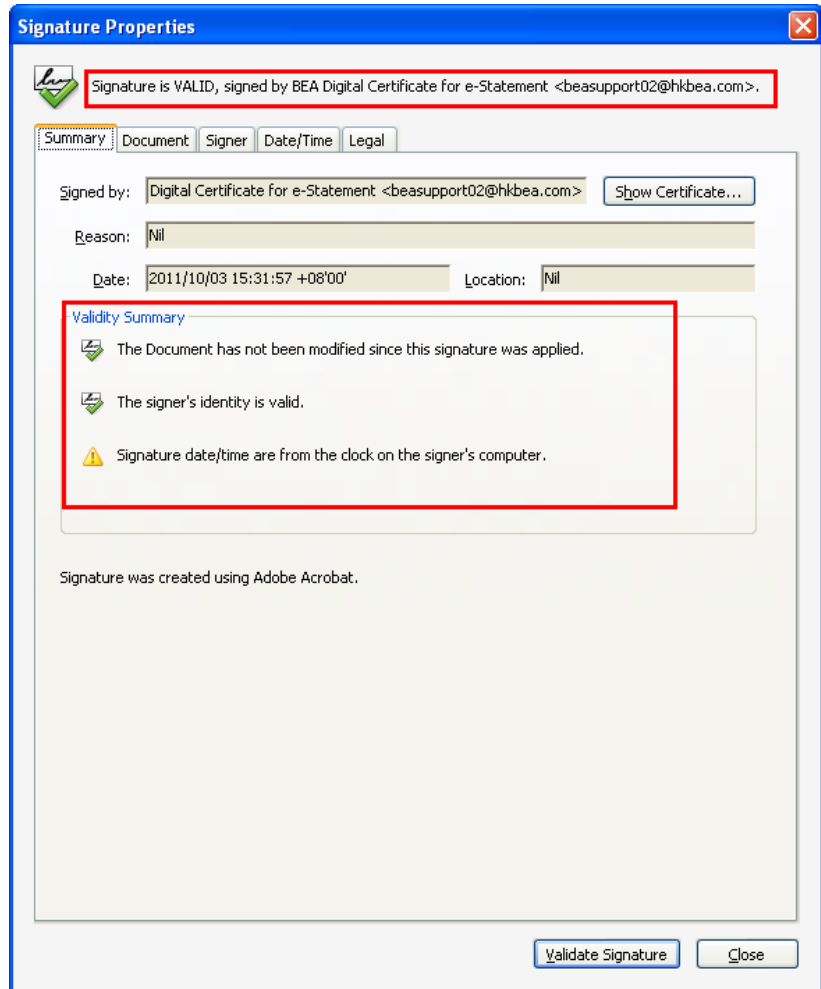 Signature Properties
Signature is VALID, signed by BEA Digital Certificate for e-Statement <beasupport02@hkbea.com>.
Summary Document Signer Date/Time Legal
Signed by: Digital Certificate for e-Statement <beasupport02@hkbea.com> Show Certificate...
Reason: Nil
Date: 2011/10/03 15:31:57 +08'00' Location: Nil
Validity Summary
The Document has not been modified since this signature was applied.
The signer's identity is valid.
Signature date/time are from the clock on the signer's computer.
Signature was created using Adobe Acrobat.
Validate Signature Close